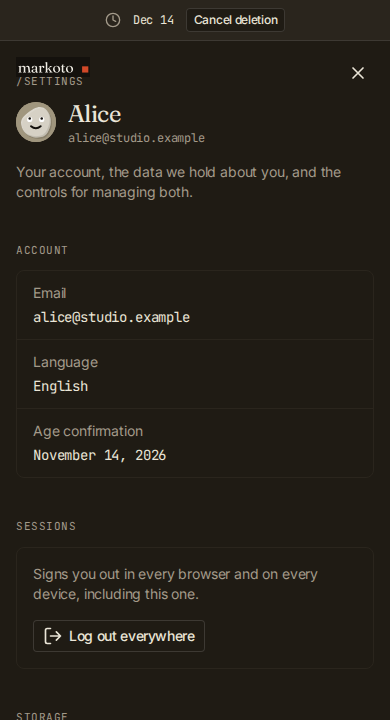 Dec 14 Cancel deletion
markoto
/SETTINGS
Alice
alice@studio.example
Your account, the data we hold about you, and the
controls for managing both.
ACCOUNT
Email
alice@studio.example
Language
English
Age confirmation
November 14, 2026
SESSIONS
Signs you out in every browser and on every
device, including this one.
Log out everywhere
STORAGE